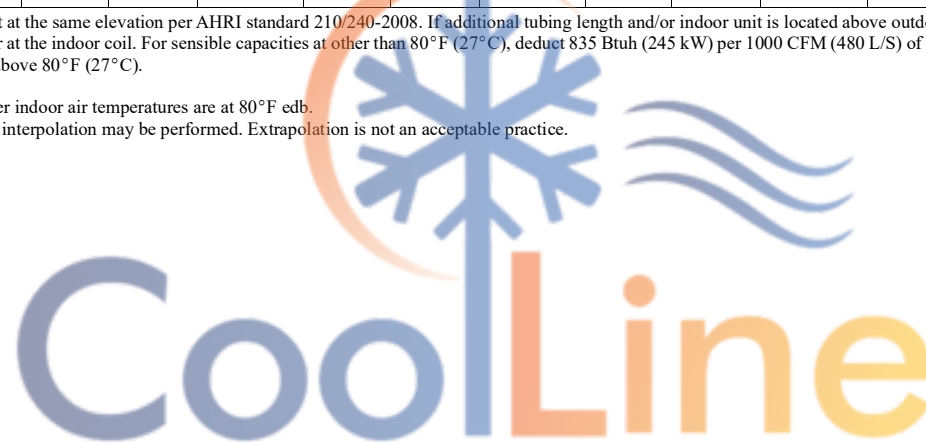 t at the same elevation per AHRI standard 210/240-2008. If additional tubing length and/or indoor unit is located above outd
r at the indoor coil. For sensible capacities at other than 80°F (27°C), deduct 835 Btuh (245 kW) per 1000 CFM (480 L/S) of
bove 80°F (27°C).
er indoor air temperatures are at 80°F edb.
interpolation may be performed. Extrapolation is not an acceptable practice.
CoolLine